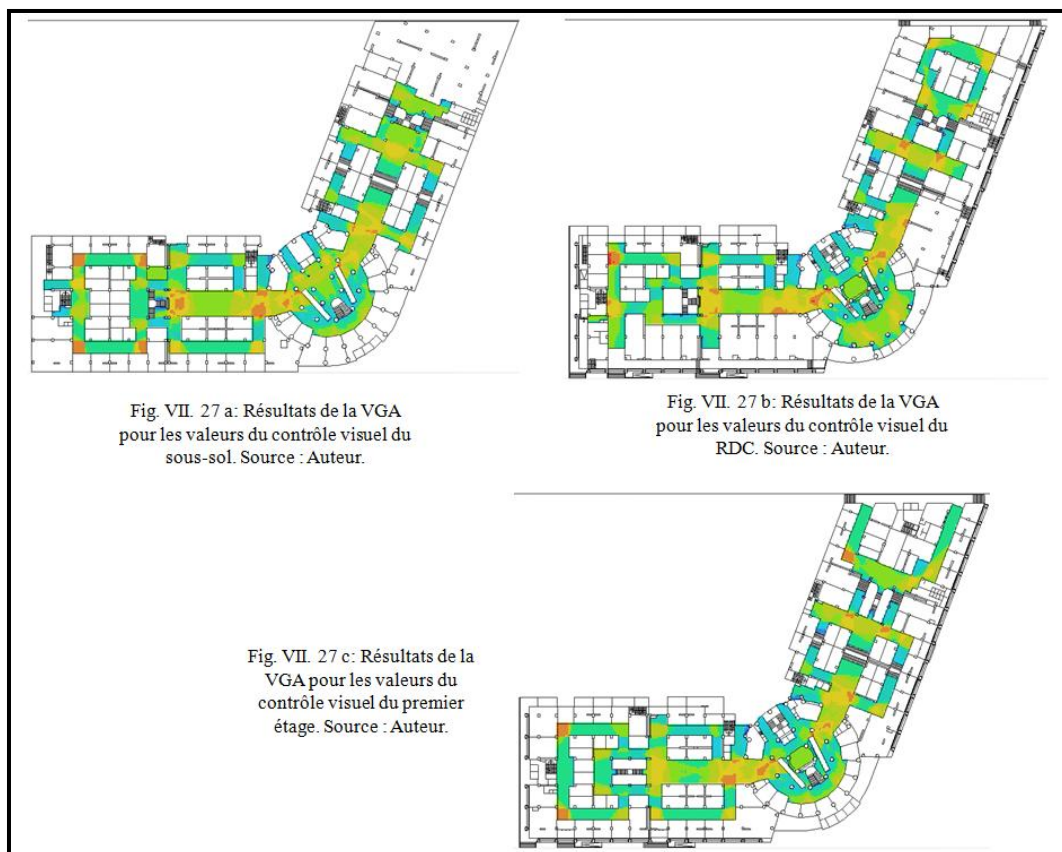 Fig. VII. 27 a: Résultats de la VGA
pour les valeurs du contrôle visuel du
sous-sol. Source : Auteur.
Fig. VII. 27 b: Résultats de la VGA
pour les valeurs du contrôle visuel du
RDC. Source : Auteur.
Fig. VII. 27 c: Résultats de la
VGA pour les valeurs du
contrôle visuel du premier
étage. Source : Auteur.